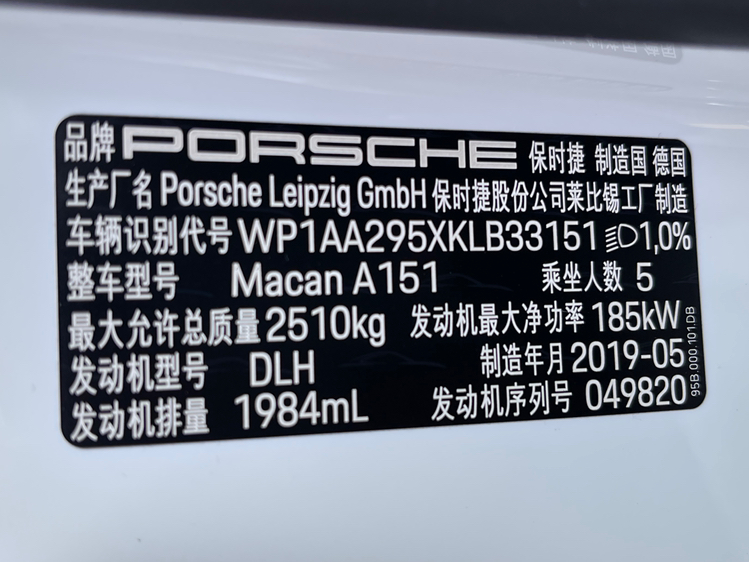 品牌 PORSCHE 保时捷 制造国 德国
生产厂名 Porsche Leipzig GmbH 保时捷股份公司莱比锡工厂制造
车辆识别代号 WP1AA295XKLB33151 1,0%
整车型号 Macan A151 乘坐人数 5
最大允许总质量 2510kg 发动机最大净功率 185kW
发动机型号 DLH 制造年月 2019-05
发动机排量 1984mL 发动机序列号 049820
95B.000.101.DB